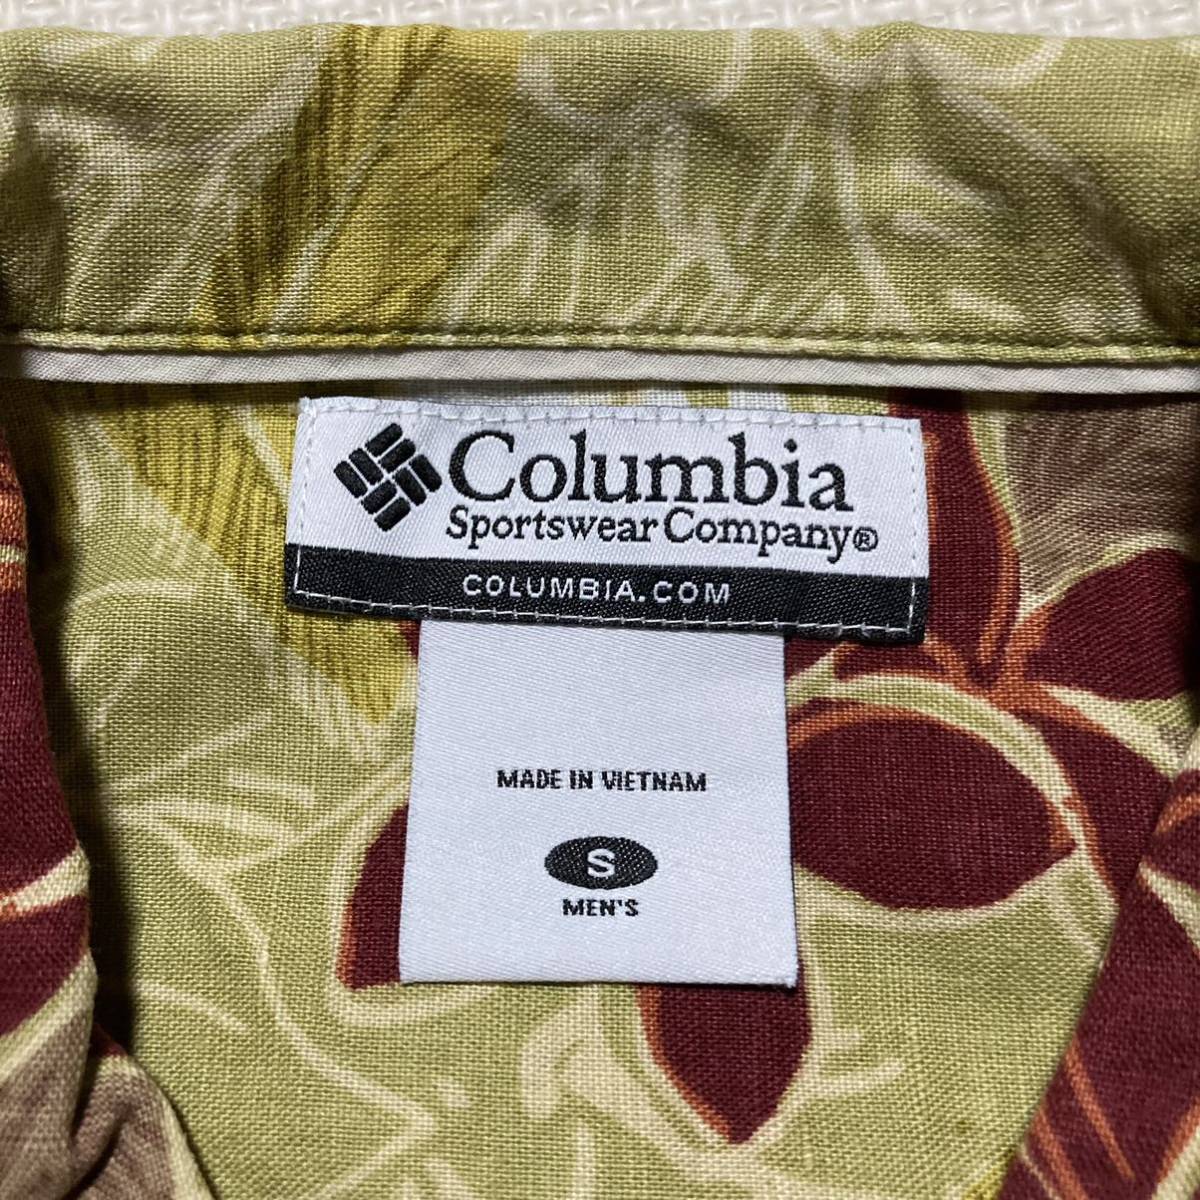 Columbia
Sportswear Company®
COLUMBIA.COM
MADE IN VIETNAM
S
MEN'S